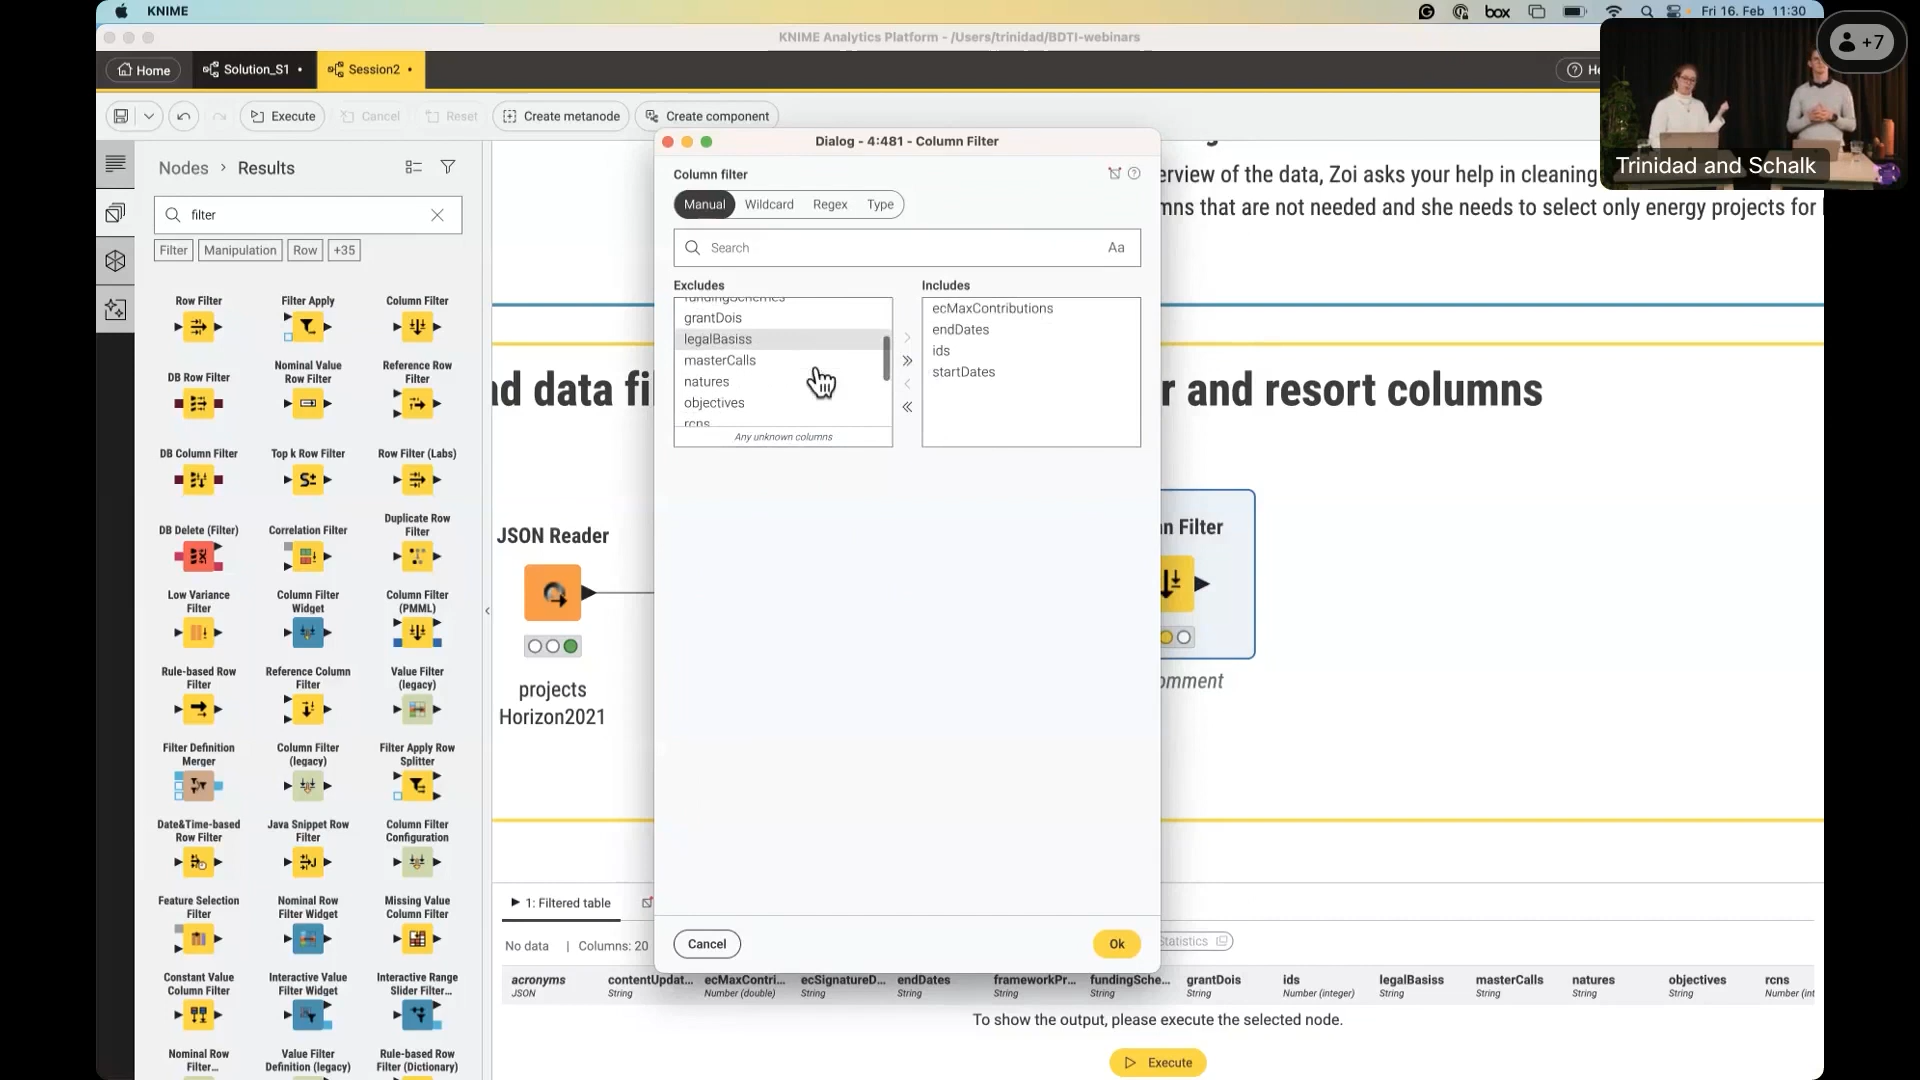 KNIME
box
Fri 16. Feb 11:30
KNIME Analytics Platform - /Users/trinidad/BDTI-webinars
+7
Home
Solution_S1
Session2
He
Trinidad and Schalk
Execute
Cancel
Reset
Create metanode
Create component
Nodes › Results
filter
Filter
Manipulation
Row
+35
Row Filter
Filter Apply
Column Filter
DB Row Filter
Nominal Value
Row Filter
Reference Row
Filter
DB Column Filter
Top k Row Filter
Row Filter (Labs)
DB Delete (Filter)
Correlation Filter
Duplicate Row
Filter
Low Variance
Filter
Column Filter
Widget
Column Filter
(PMML)
Rule-based Row
Filter
Reference Column
Filter
Value Filter
(legacy)
Filter Definition
Merger
Column Filter
(legacy)
Filter Apply Row
Splitter
Date&Time-based
Row Filter
Java Snippet Row
Filter
Column Filter
Configuration
Feature Selection
Filter
Nominal Row
Filter Widget
Missing Value
Column Filter
Constant Value
Column Filter
Interactive Value
Filter Widget
Interactive Range
Slider Filter...
Nominal Row
Filter...
Value Filter
Definition (legacy)
Rule-based Row
Filter (Dictionary)
Dialog - 4:481 - Column Filter
Column filter
Manual
Wildcard
Regex
Type
Search
Aa
Excludes
fundingSchemes
grantDois
legalBasiss
masterCalls
natures
objectives
rcns
Any unknown columns
Includes
ecMaxContributions
endDates
ids
startDates
Cancel
Ok
erview of the data, Zoi asks your help in cleaning
mns that are not needed and she needs to select only energy projects for
ad data fi
r and resort columns
JSON Reader
projects
Horizon2021
n Filter
omment
1: Filtered table
No data | Columns: 20
Statistics
acronyms
JSON
contentUpdat...
String
ecMaxContri...
Number (double)
ecSignatureD...
String
endDates
String
frameworkPr...
String
fundingSche...
String
grantDois
String
ids
Number (integer)
legalBasiss
String
masterCalls
String
natures
String
objectives
String
rcns
Number (int
To show the output, please execute the selected node.
Execute